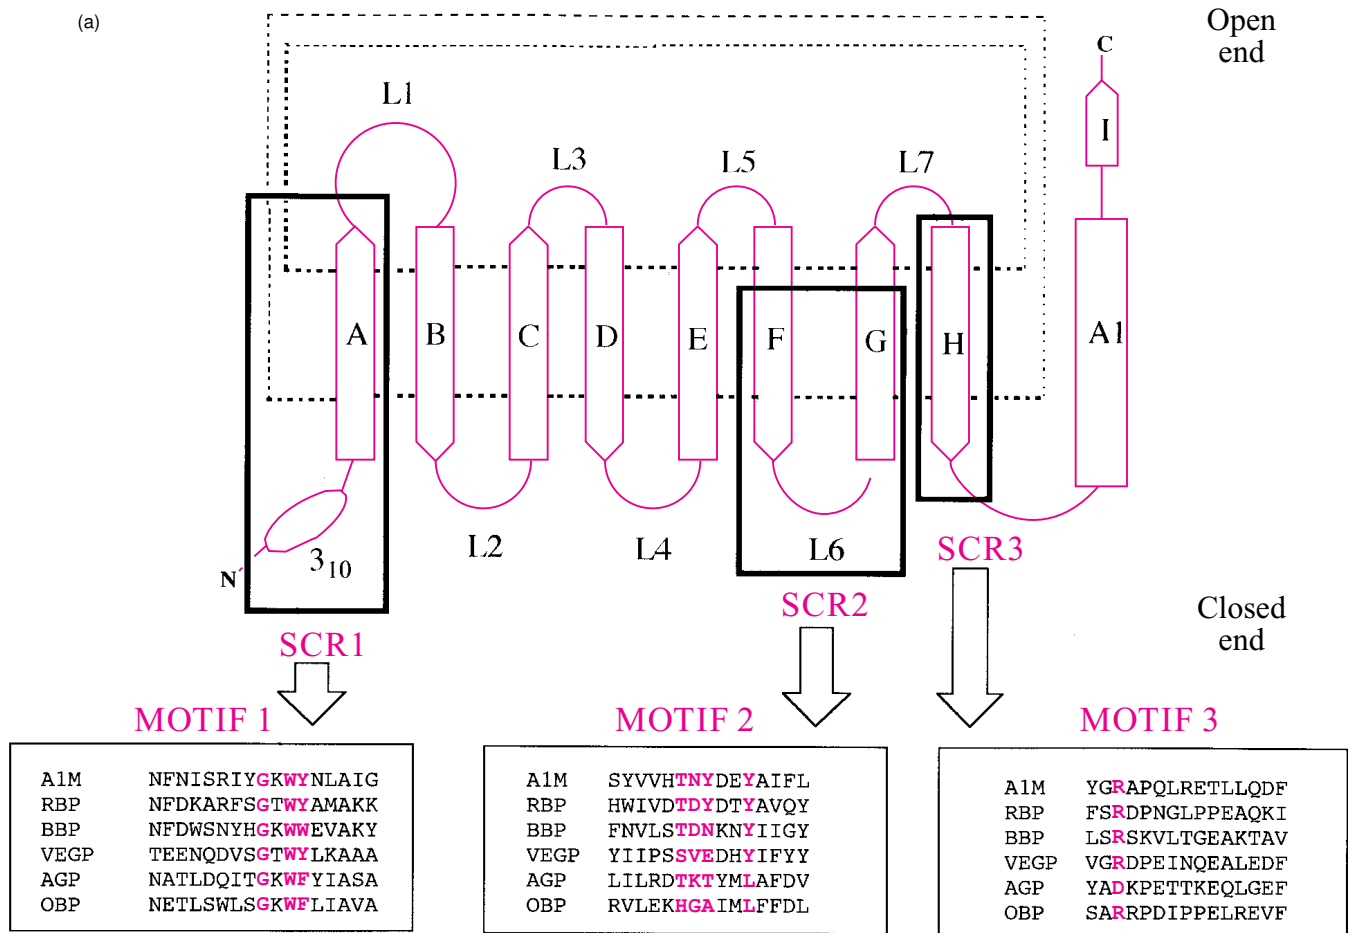 (a)
Open
end
C
L1
L3
L5
L7
I
A
B
C
D
E
F
G
H
A1
N
3₁₀
L2
L4
L6
SCR3
SCR2
SCR1
Closed
end
MOTIF 1
A1M NFNISRIYGKWYNLAIG
RBP NFDKARFSGTWYAMAKK
BBP NFDWSNYHGKWWEVAKY
VEGP TEENQDVSGTWYLKAAA
AGP NATLDQITGKWFYIASA
OBP NETLSWLSGKWFLIAVA
MOTIF 2
A1M SYVVHTNYDEYAIFL
RBP HWIVDTDYDTYAVQY
BBP FNVLSTDNKNYIIGY
VEGP YIIPSSVEDHYIFYY
AGP LILRDTKTYMLAFDV
OBP RVLEKHGAIMLFFDL
MOTIF 3
A1M YGRAPQLRETLLQDF
RBP FSRDPNGLPPEAQKI
BBP LSRSKVLTGEAKTAV
VEGP VGRDPEINQEALEDF
AGP YADKPETTKEQLGEF
OBP SARRPDIPPELREVF